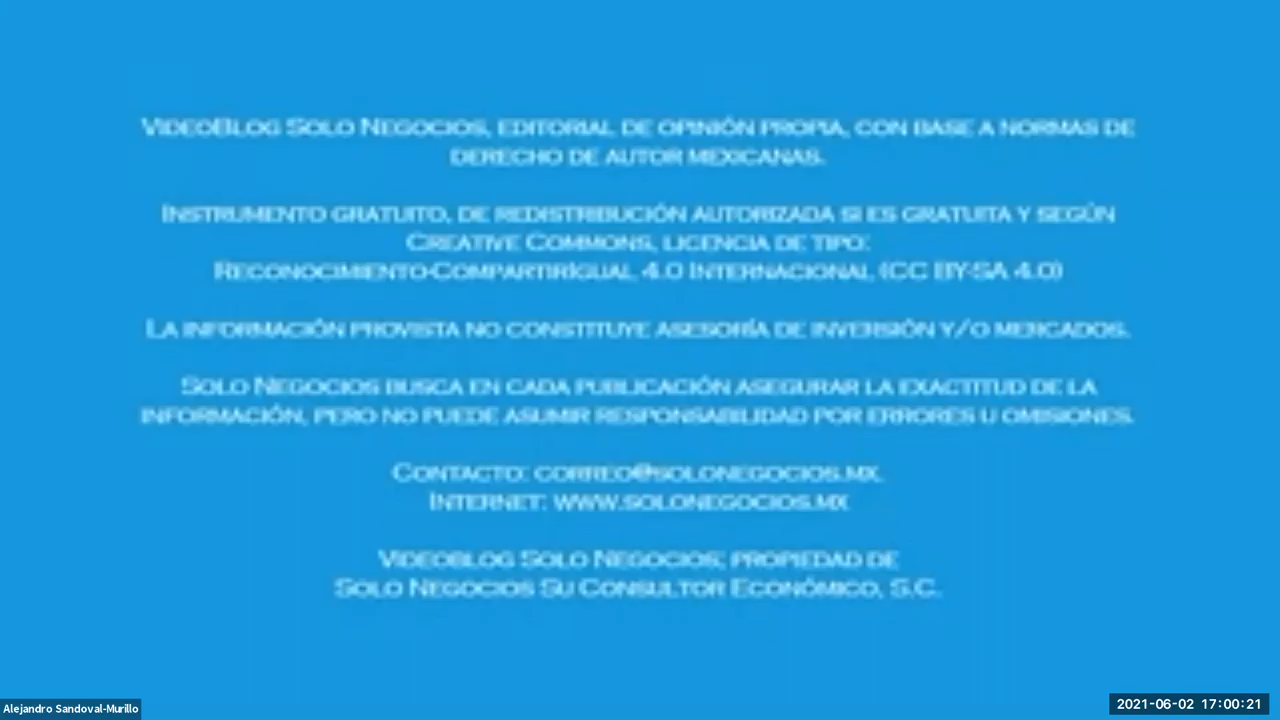 VideoBlog Solo Negocios, editorial de opinión propia, con base a normas de
derecho de autor mexicanas.
Instrumento gratuito, de redistribución autorizada si es gratuita y según
Creative Commons, licencia de tipo:
Reconocimiento-CompartirIgual 4.0 Internacional (CC BY-SA 4.0)
La información provista no constituye asesoría de inversión y/o mercados.
Solo Negocios busca en cada publicación asegurar la exactitud de la
información, pero no puede asumir responsabilidad por errores u omisiones.
Contacto: correo@solonegocios.mx.
Internet: www.solonegocios.mx
Videoblog Solo Negocios; propiedad de
Solo Negocios Su Consultor Económico, S.C.
Alejandro Sandoval-Murillo
2021-06-02 17:00:21